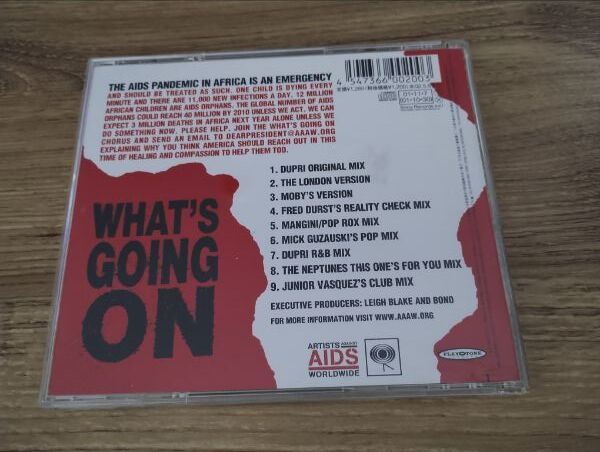 THE AIDS PANDEMIC IN AFRICA IS AN EMERGENCY
AND SHOULD BE TREATED AS SUCH. ONE CHILD IS DYING EVERY
MINUTE AND THERE ARE 11,000 NEW INFECTIONS A DAY. 12 MILLION
AFRICAN CHILDREN ARE AIDS ORPHANS. THE GLOBAL NUMBER OF AIDS
ORPHANS COULD REACH 40 MILLION BY 2010 UNLESS WE ACT. WE CAN
EXPECT 3 MILLION DEATHS IN AFRICA NEXT YEAR ALONE UNLESS WE
DO SOMETHING NOW. PLEASE HELP. JOIN THE WHAT'S GOING ON
CHORUS AND SEND AN EMAIL TO DEARPRESIDENT@AAAW.ORG
EXPLAINING WHY YOU THINK AMERICA SHOULD REACH OUT IN THIS
TIME OF HEALING AND COMPASSION TO HELP THEM TOO.
4 547366 002003
WHAT'S
GOING
ON
1. DUPRI ORIGINAL MIX
2. THE LONDON VERSION
3. MOBY'S VERSION
4. FRED DURST'S REALITY CHECK MIX
5. MANGINI/POP ROX MIX
6. MICK GUZAUSKI'S POP MIX
7. DUPRI R&B MIX
8. THE NEPTUNES THIS ONE'S FOR YOU MIX
9. JUNIOR VASQUEZ'S CLUB MIX
EXECUTIVE PRODUCERS: LEIGH BLAKE AND BONO
FOR MORE INFORMATION VISIT WWW.AAAW.ORG
ARTISTS AGAINST
AIDS
WORLDWIDE
PLAY TONE